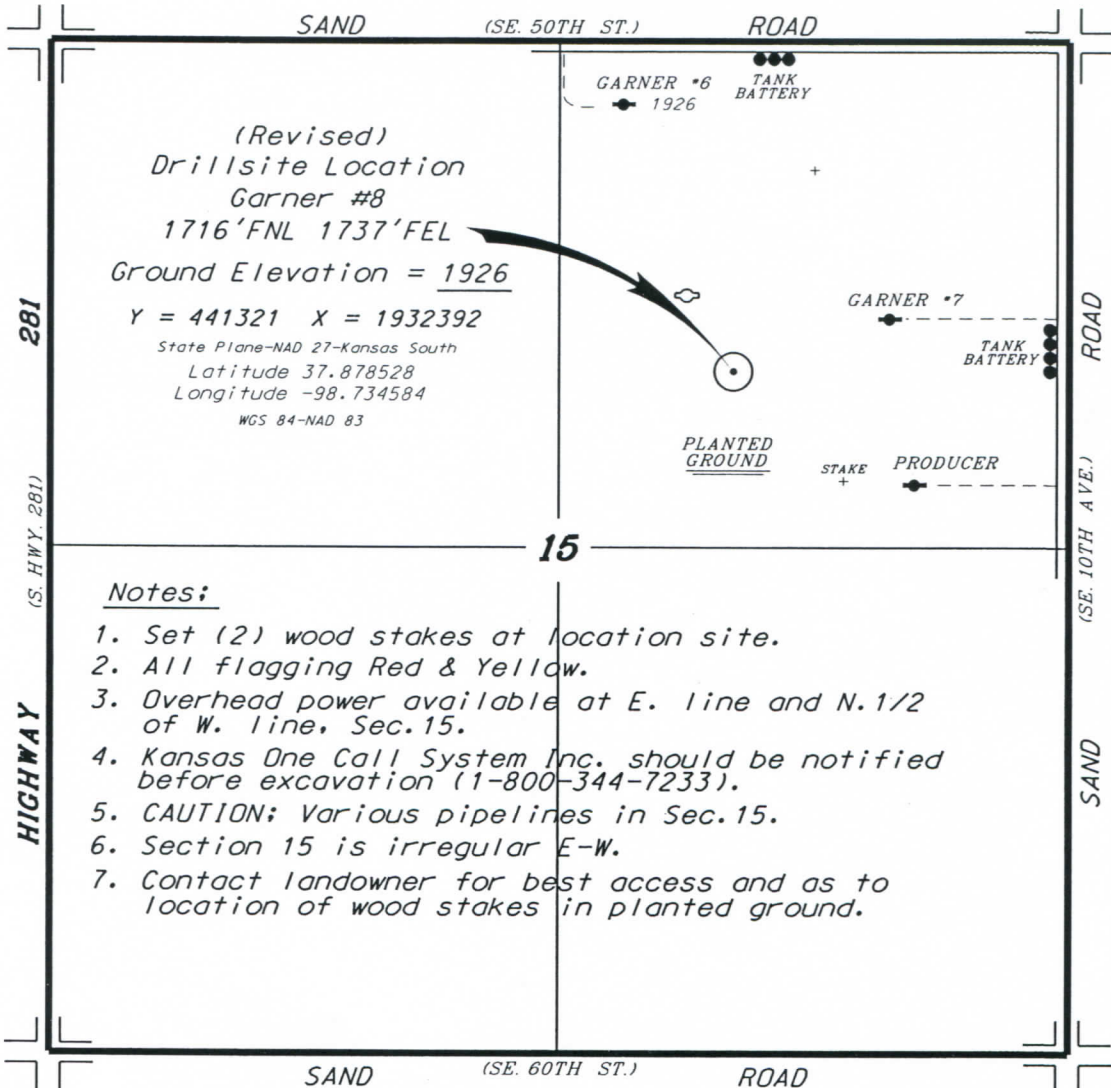 SAND (SE. 50TH ST.) ROAD
GARNER #6
1926
TANK
BATTERY
(Revised)
Drillsite Location
Garner #8
1716'FNL 1737'FEL
Ground Elevation = 1926
Y = 441321 X = 1932392
State Plane-NAD 27-Kansas South
Latitude 37.878528
Longitude -98.734584
WGS 84-NAD 83
GARNER #7
TANK
BATTERY
PLANTED
GROUND
STAKE
PRODUCER
15
HIGHWAY (S. HWY. 281) 281
SAND (SE. 10TH AVE.) ROAD
Notes:
1. Set (2) wood stakes at location site.
2. All flagging Red & Yellow.
3. Overhead power available at E. line and N.1/2
of W. line, Sec.15.
4. Kansas One Call System Inc. should be notified
before excavation (1-800-344-7233).
5. CAUTION: Various pipelines in Sec.15.
6. Section 15 is irregular E-W.
7. Contact landowner for best access and as to
location of wood stakes in planted ground.
SAND (SE. 60TH ST.) ROAD